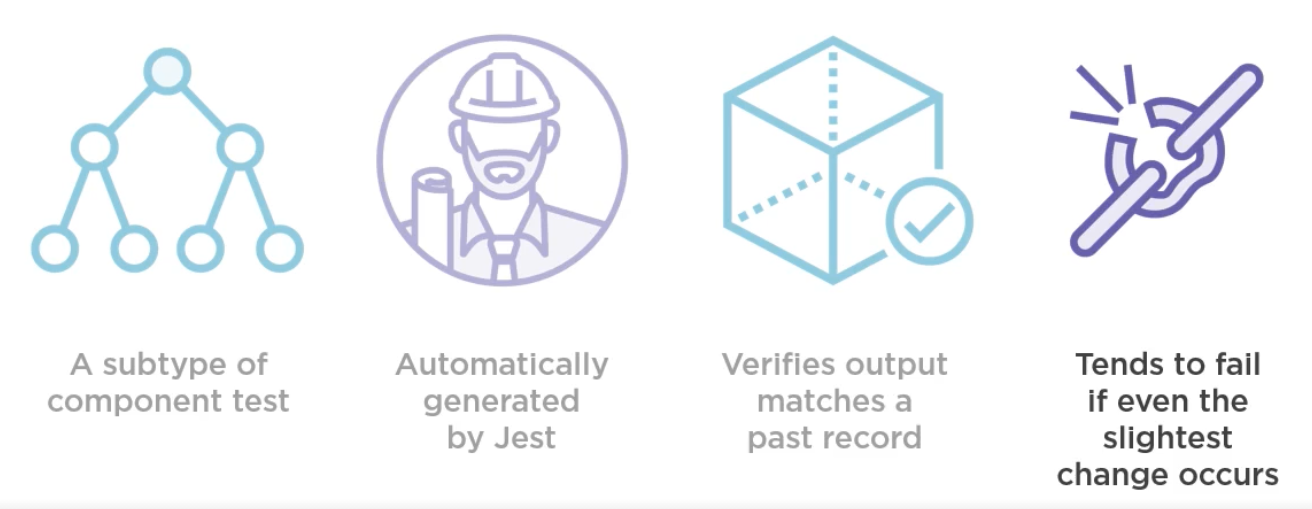 A subtype of
component test
Automatically
generated
by Jest
Verifies output
matches a
past record
Tends to fail
if even the
slightest
change occurs